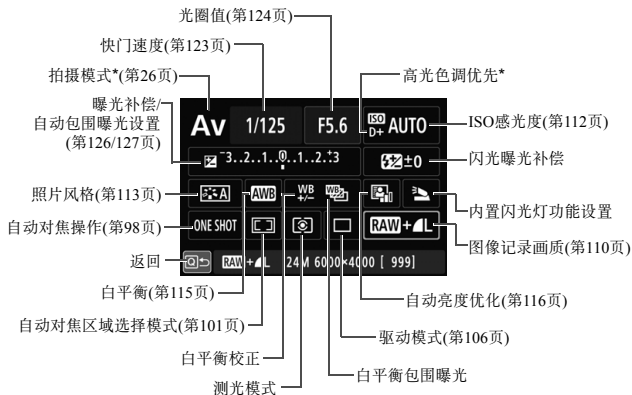 光圈值(第124页)
快门速度(第123页)
拍摄模式*(第26页)
高光色调优先*
曝光补偿/
自动包围曝光设置
(第126/127页)
Av 1/125 F5.6 ISO D+ AUTO
ISO感光度(第112页)
-3..2..1..0..1..2.+3 ±0
闪光曝光补偿
照片风格(第113页)
A AWB WB +/- WB
内置闪光灯功能设置
自动对焦操作(第98页)
ONE SHOT RAW+L
图像记录画质(第110页)
返回
Q RAW+L 24M 6000×4000 [ 999]
白平衡(第115页)
自动亮度优化(第116页)
自动对焦区域选择模式(第101页)
驱动模式(第106页)
白平衡校正
白平衡包围曝光
测光模式